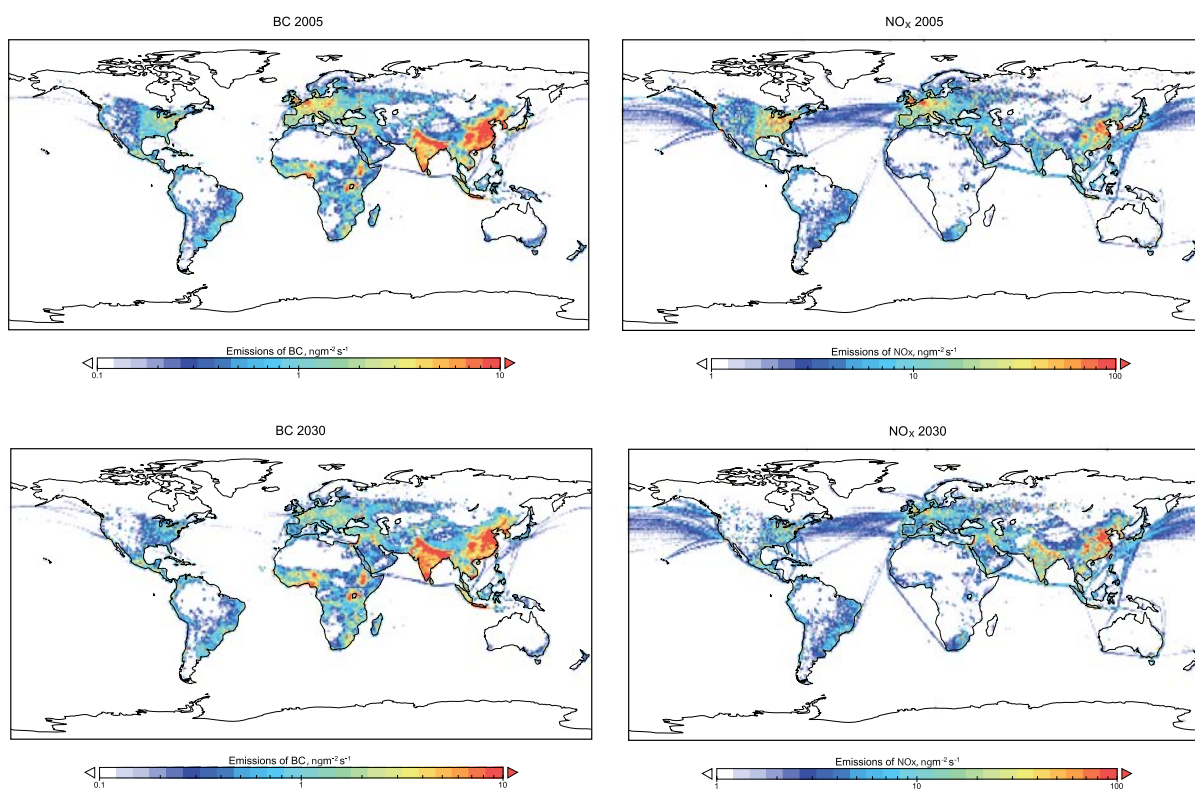 BC 2005
NOx 2005
Emissions of BC, ngm⁻² s⁻¹
0.1 1 10
Emissions of NOx, ngm⁻² s⁻¹
1 10 100
BC 2030
NOx 2030
Emissions of BC, ngm⁻² s⁻¹
0.1 1 10
Emissions of NOx, ngm⁻² s⁻¹
1 10 100